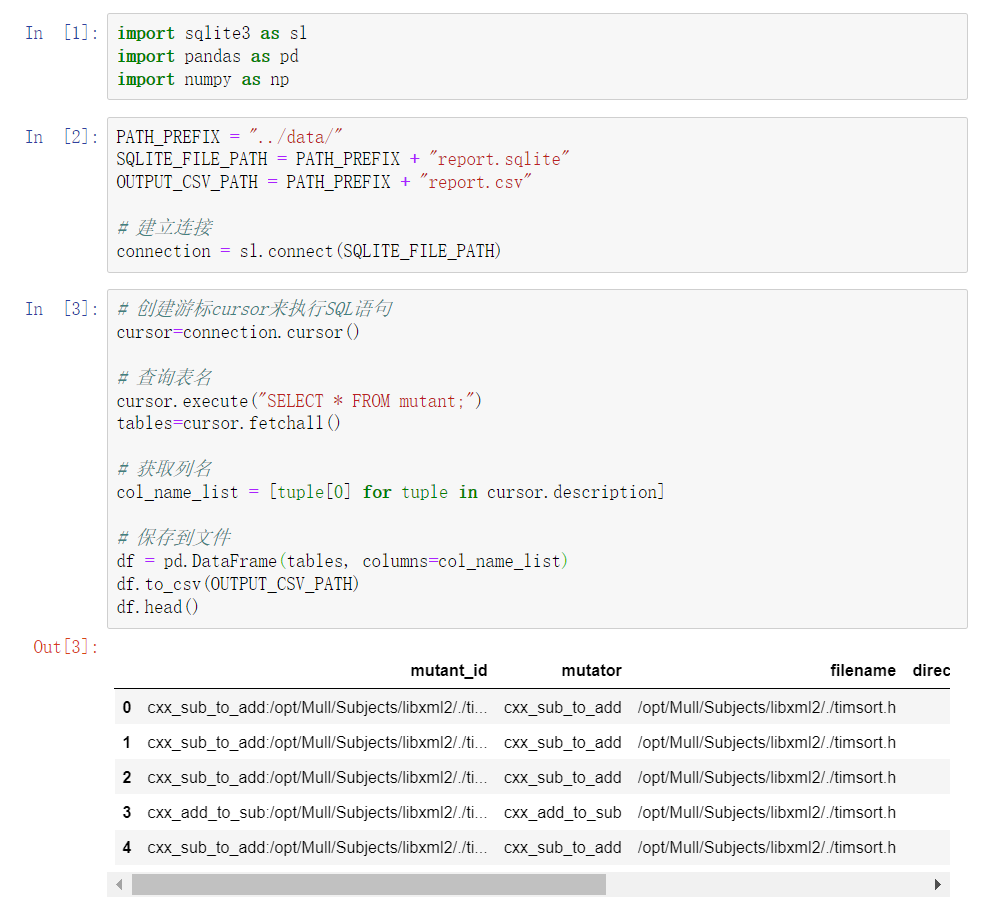 In [1]: import sqlite3 as sl
import pandas as pd
import numpy as np
In [2]: PATH_PREFIX = "../data/"
SQLITE_FILE_PATH = PATH_PREFIX + "report.sqlite"
OUTPUT_CSV_PATH = PATH_PREFIX + "report.csv"
# 建立连接
connection = sl.connect(SQLITE_FILE_PATH)
In [3]: # 创建游标cursor来执行SQL语句
cursor=connection.cursor()
# 查询表名
cursor.execute("SELECT * FROM mutant;")
tables=cursor.fetchall()
# 获取列名
col_name_list = [tuple[0] for tuple in cursor.description]
# 保存到文件
df = pd.DataFrame(tables, columns=col_name_list)
df.to_csv(OUTPUT_CSV_PATH)
df.head()
Out[3]:
mutant_id mutator filename direc
0 cxx_sub_to_add:/opt/Mull/Subjects/libxml2/./ti... cxx_sub_to_add /opt/Mull/Subjects/libxml2/./timsort.h
1 cxx_sub_to_add:/opt/Mull/Subjects/libxml2/./ti... cxx_sub_to_add /opt/Mull/Subjects/libxml2/./timsort.h
2 cxx_sub_to_add:/opt/Mull/Subjects/libxml2/./ti... cxx_sub_to_add /opt/Mull/Subjects/libxml2/./timsort.h
3 cxx_add_to_sub:/opt/Mull/Subjects/libxml2/./ti... cxx_add_to_sub /opt/Mull/Subjects/libxml2/./timsort.h
4 cxx_sub_to_add:/opt/Mull/Subjects/libxml2/./ti... cxx_sub_to_add /opt/Mull/Subjects/libxml2/./timsort.h